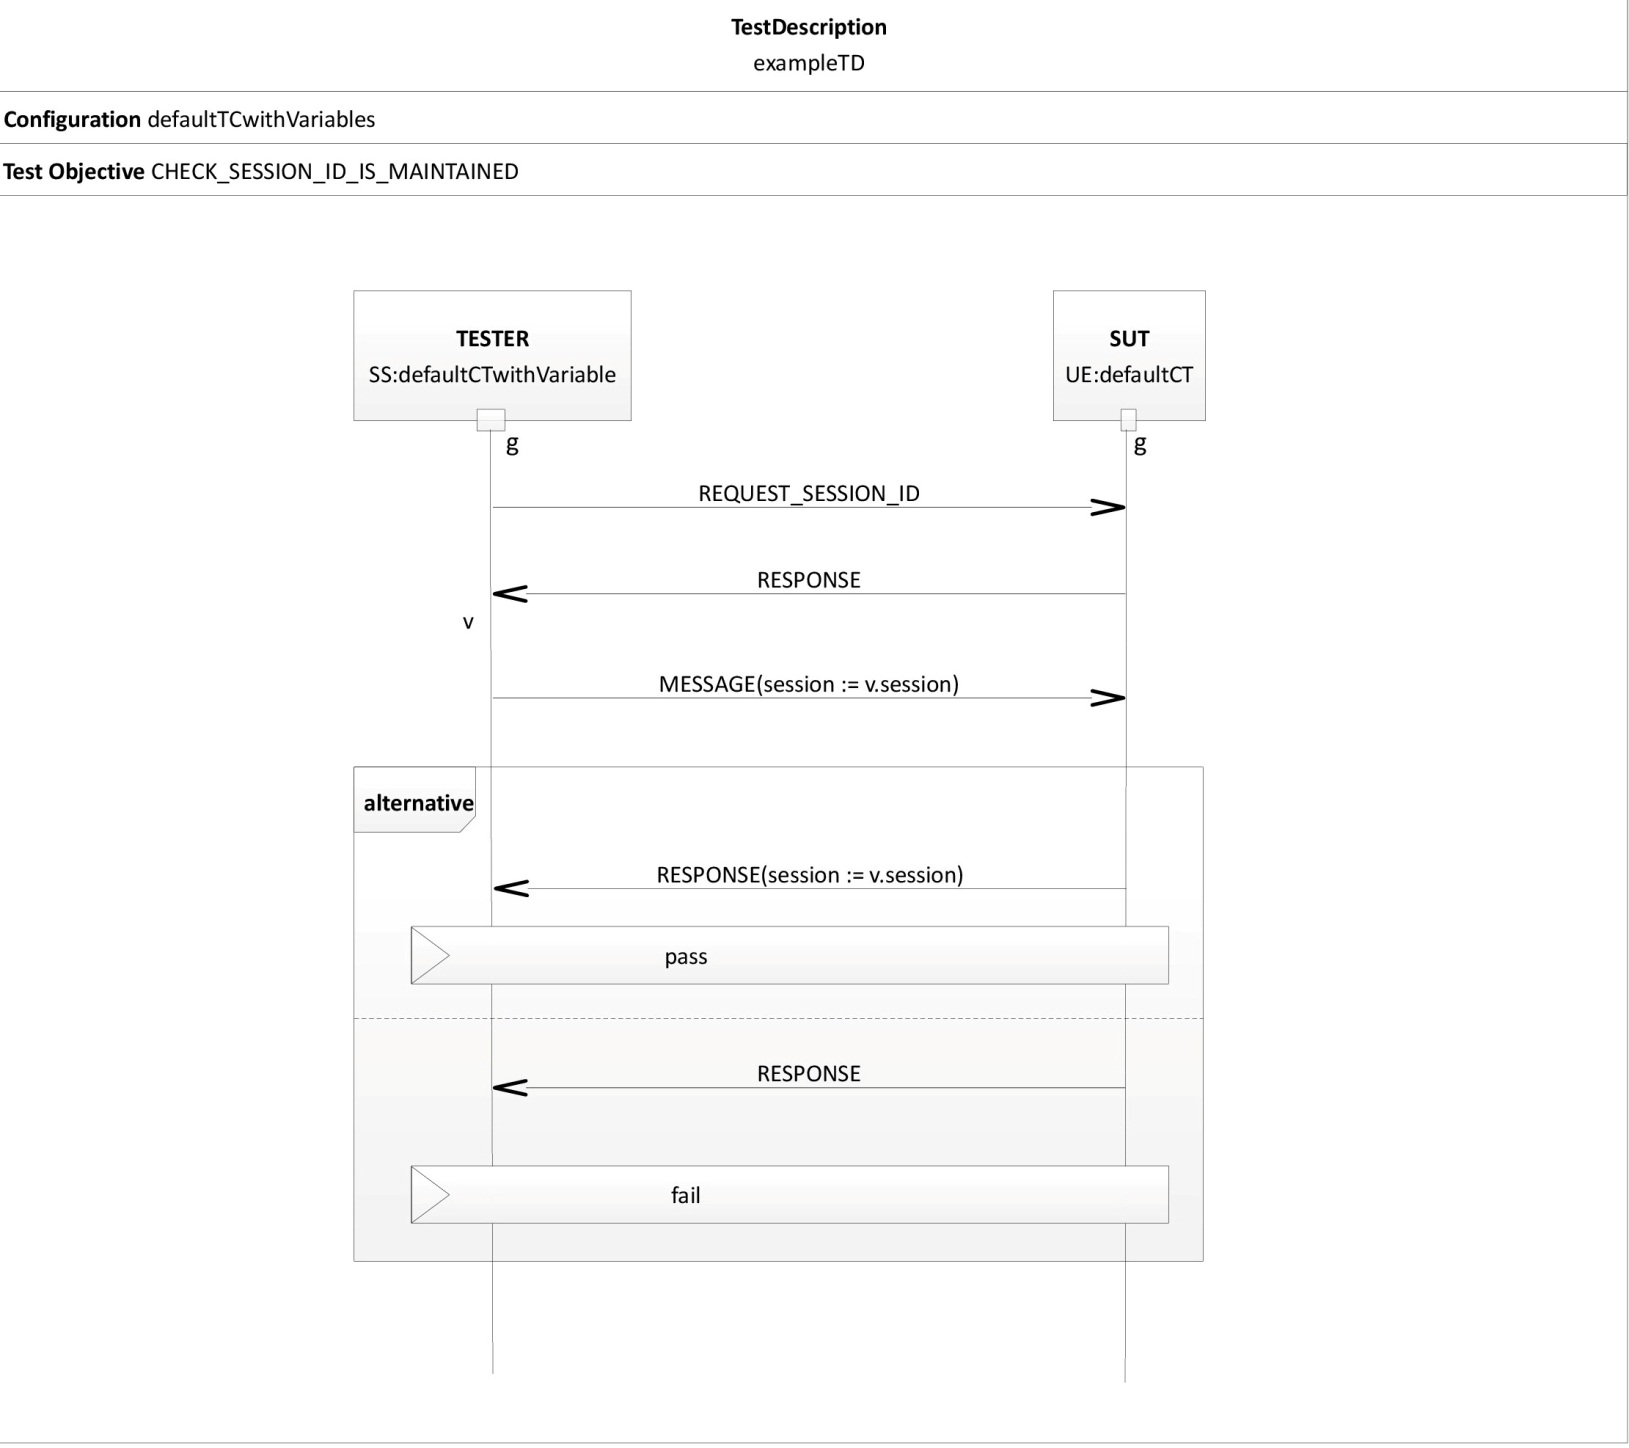 TestDescription
exampleTD
Configuration defaultTCwithVariables
Test Objective CHECK_SESSION_ID_IS_MAINTAINED
TESTER
SS:defaultCTwithVariable
SUT
UE:defaultCT
g
g
REQUEST_SESSION_ID
RESPONSE
v
MESSAGE(session := v.session)
alternative
RESPONSE(session := v.session)
pass
RESPONSE
fail